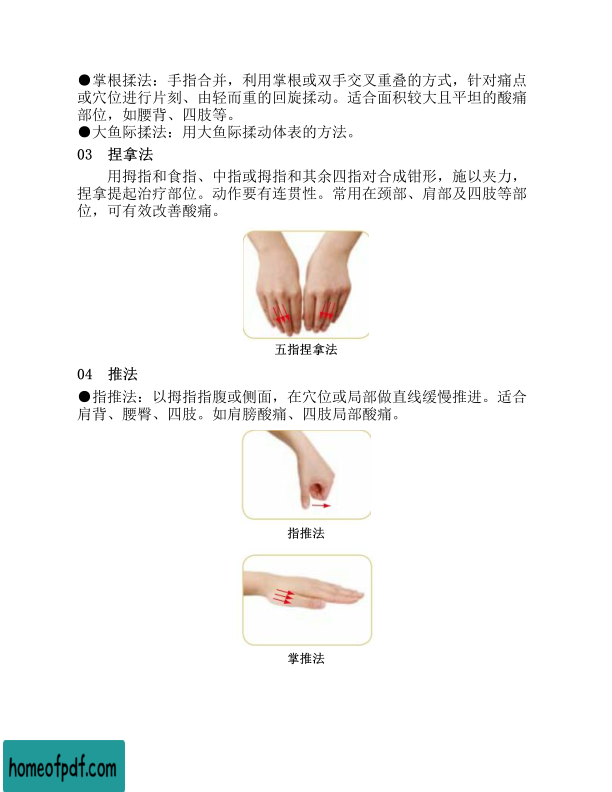 ●掌根揉法：手指合并，利用掌根或双手交叉重叠的方式，针对痛点
或穴位进行片刻、由轻而重的回旋揉动。适合面积较大且平坦的酸痛
部位，如腰背、四肢等。
●大鱼际揉法：用大鱼际揉动体表的方法。
03 捏拿法
用拇指和食指、中指或拇指和其余四指对合成钳形，施以夹力，
捏拿提起治疗部位。动作要有连贯性。常用在颈部、肩部及四肢等部
位，可有效改善酸痛。
五指捏拿法
04 推法
●指推法：以拇指指腹或侧面，在穴位或局部做直线缓慢推进。适合
肩背、腰臀、四肢。如肩膀酸痛、四肢局部酸痛。
指推法
掌推法
homeofpdf.com